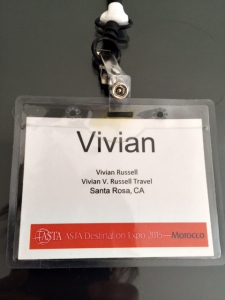 Vivian
Vivian Russell
Vivian V. Russell Travel
Santa Rosa, CA
ASTA ASTA Destination Expo 2015—Morocco